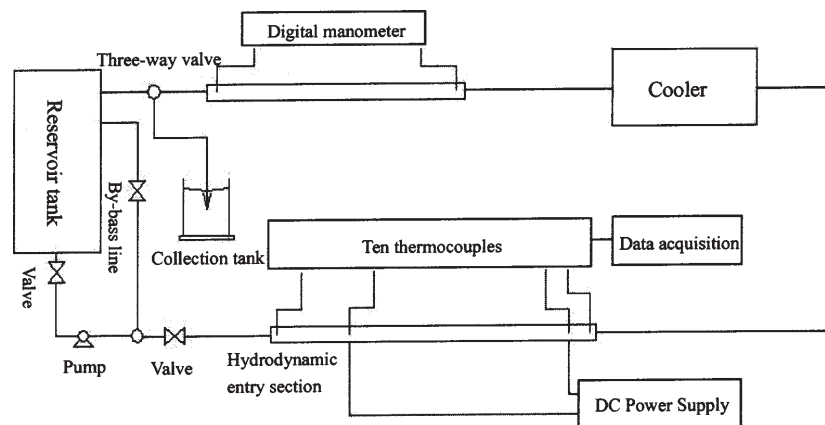 Digital manometer
Three-way valve
Cooler
Reservoir tank
By-bass line
Collection tank
Ten thermocouples
Data acquisition
Valve
Pump
Valve
Hydrodynamic
entry section
DC Power Supply